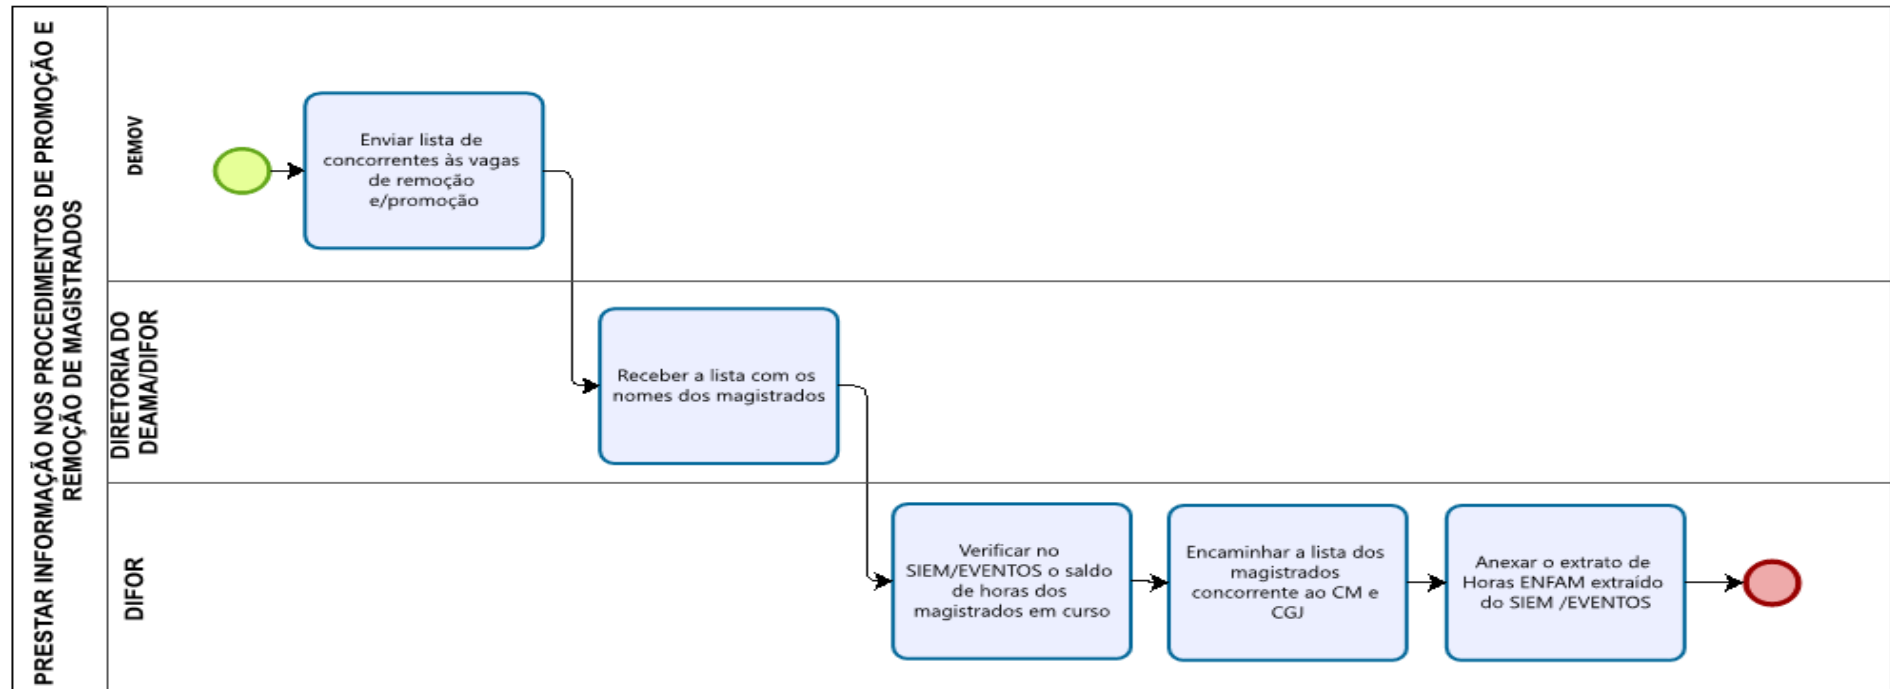 PRESTAR INFORMAÇÃO NOS PROCEDIMENTOS DE PROMOÇÃO E
REMOÇÃO DE MAGISTRADOS
DEMOV
Enviar lista de
concorrentes às vagas
de remoção
e/promoção
DIRETORIA DO
DEAMA/DIFOR
Receber a lista com os
nomes dos magistrados
DIFOR
Verificar no
SIEM/EVENTOS o saldo
de horas dos
magistrados em curso
Encaminhar a lista dos
magistrados
concorrente ao CM e
CGJ
Anexar o extrato de
Horas ENFAM extraído
do SIEM /EVENTOS